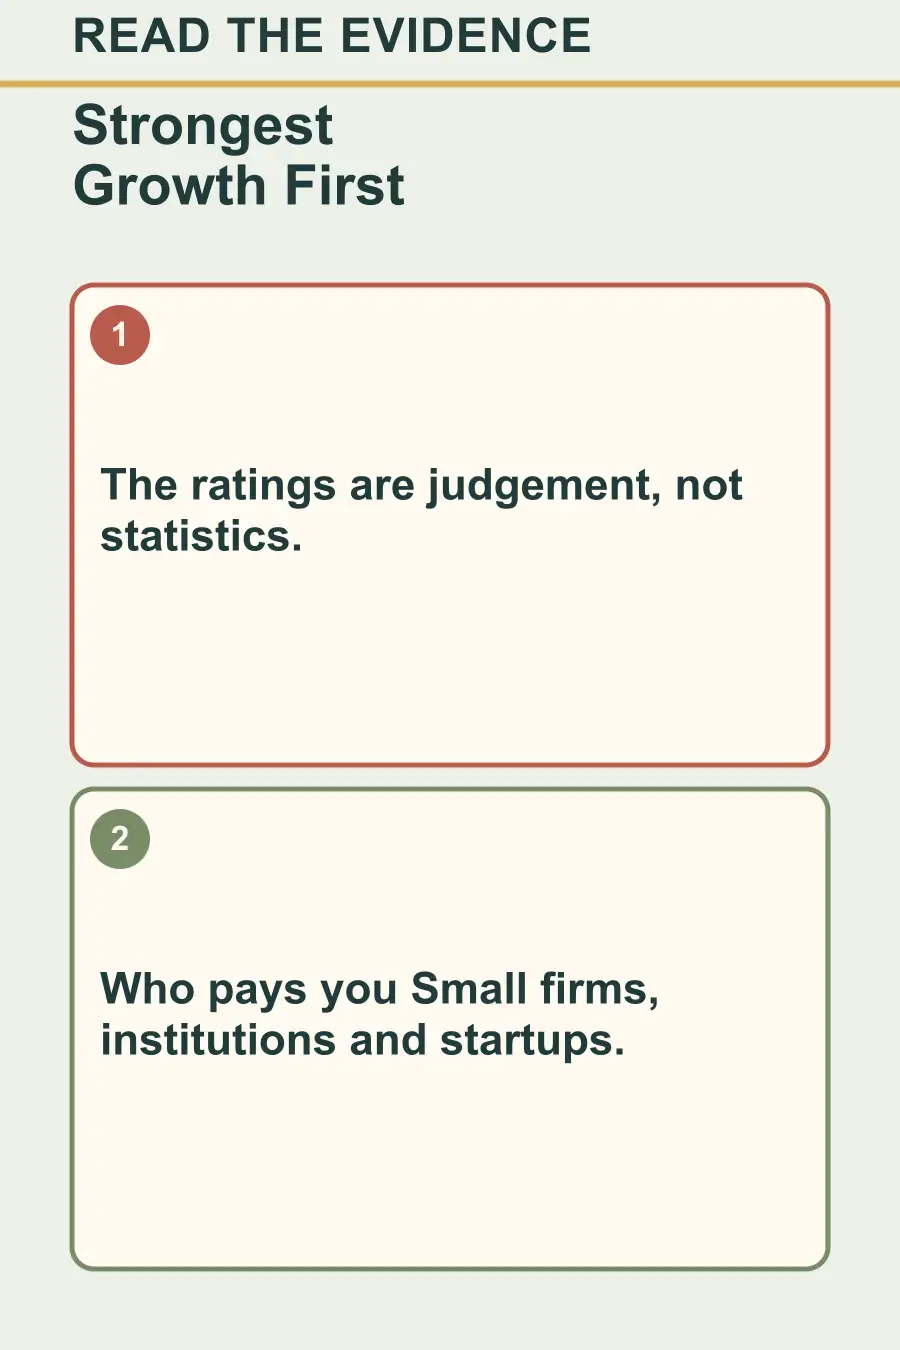 READ THE EVIDENCE
Strongest
Growth First
1
The ratings are judgement, not
statistics.
2
Who pays you Small firms,
institutions and startups.